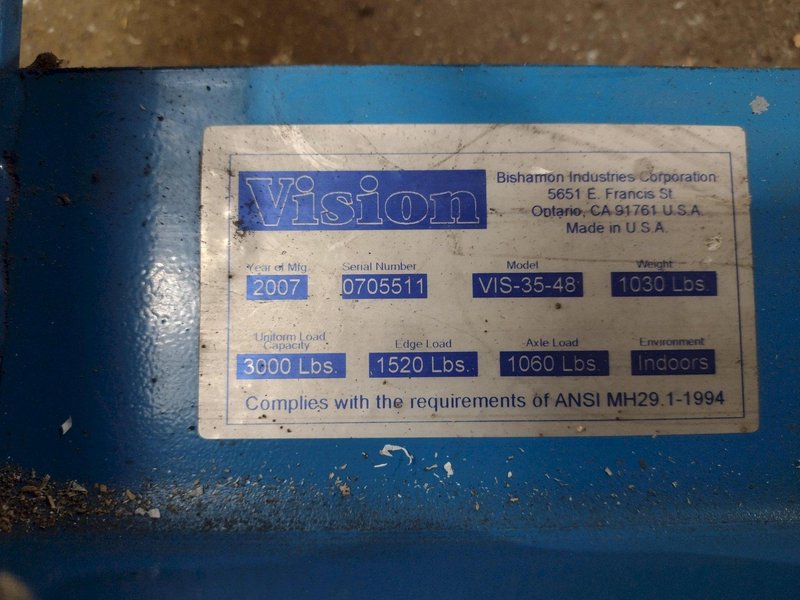 Vision
Bishamon Industries Corporation
5651 E. Francis St.
Ontario, CA 91761 U.S.A.
Made in U.S.A.
Year of Mfg Serial Number Model Weight
2007 0705511 VIS-35-48 1030 Lbs.
Uniform Load
Capacity Edge Load Axle Load Environment
3000 Lbs. 1520 Lbs. 1060 Lbs. Indoors
Complies with the requirements of ANSI MH29.1-1994